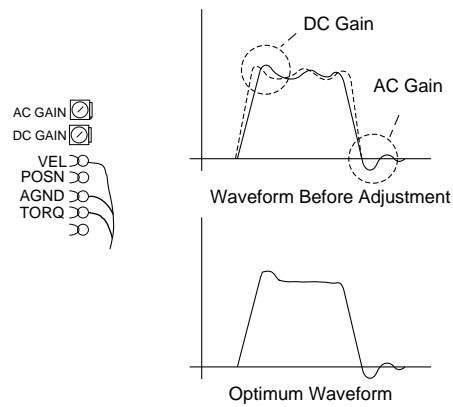 DC Gain
AC Gain
AC GAIN
DC GAIN
VEL
POSN
AGND
TORQ
Waveform Before Adjustment
Optimum Waveform